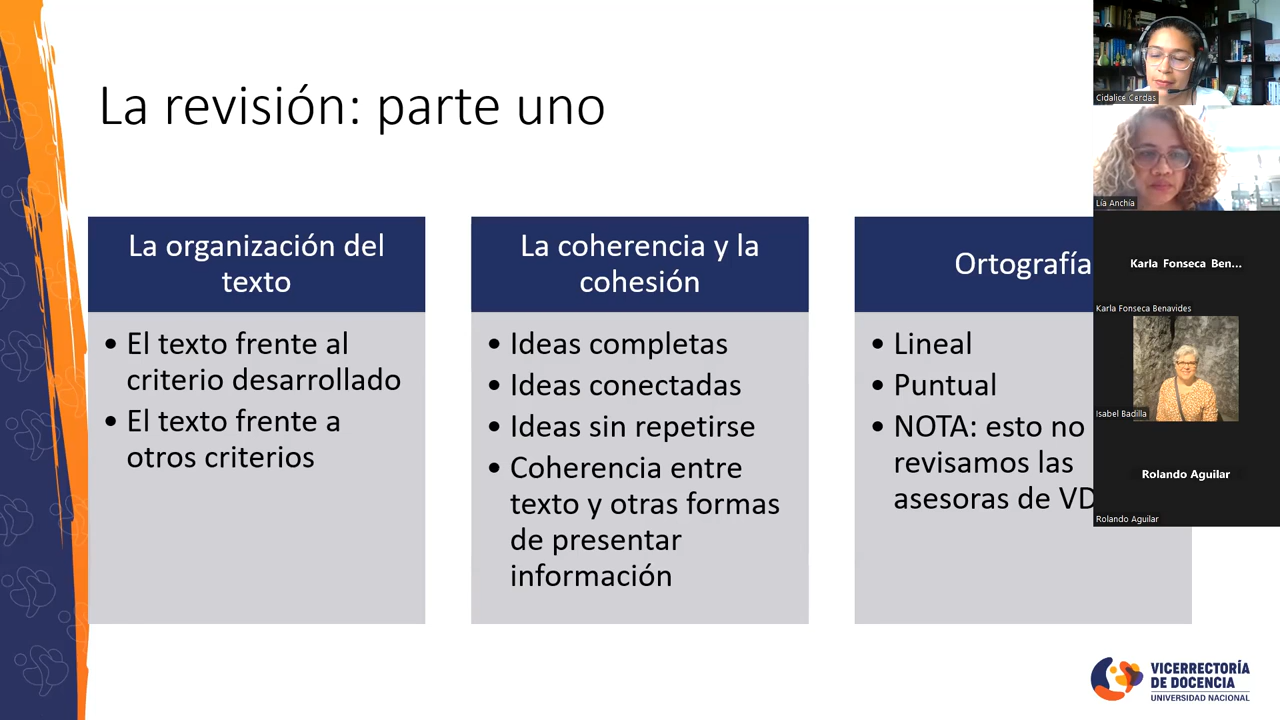 La revisión: parte uno
La organización del
texto
• El texto frente al
criterio desarrollado
• El texto frente a
otros criterios
La coherencia y la
cohesión
• Ideas completas
• Ideas conectadas
• Ideas sin repetirse
• Coherencia entre
texto y otras formas
de presentar
información
Ortografía
• Lineal
• Puntual
• NOTA: esto no
revisamos las
asesoras de VD
Cidalice Cerdas
Lía Anchía
Karla Fonseca Ben...
Karla Fonseca Benavides
Isabel Badilla
Rolando Aguilar
Rolando Aguilar
VICERRECTORÍA
DE DOCENCIA
UNIVERSIDAD NACIONAL